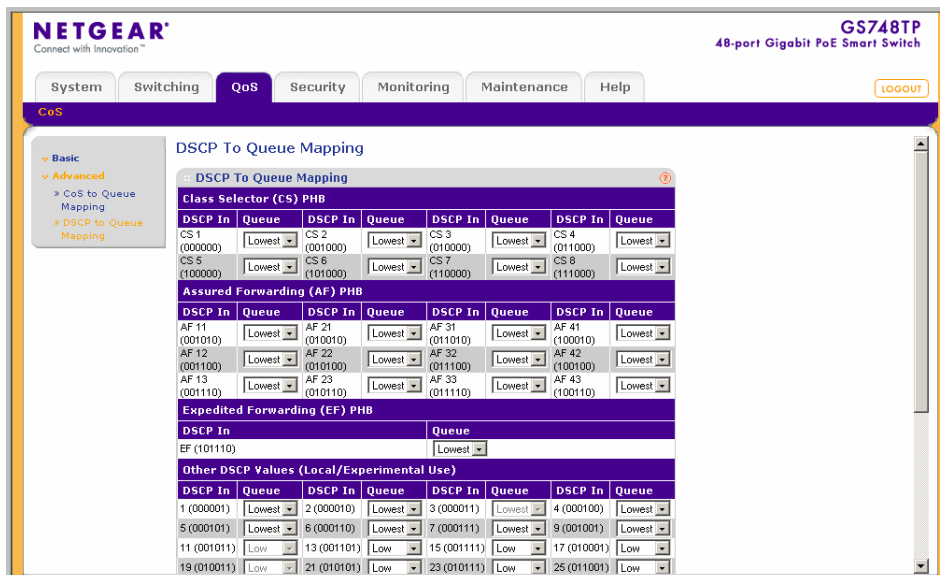 NETGEAR®
Connect with Innovation™
GS748TP
48-port Gigabit PoE Smart Switch
System Switching QoS Security Monitoring Maintenance Help
LOGOUT
CoS
Basic
Advanced
» CoS to Queue
Mapping
» DSCP to Queue
Mapping
DSCP To Queue Mapping
:: DSCP To Queue Mapping ?
Class Selector (CS) PHB
DSCP In Queue DSCP In Queue DSCP In Queue DSCP In Queue
CS 1 (000000) Lowest CS 2 (001000) Lowest CS 3 (010000) Lowest CS 4 (011000) Lowest
CS 5 (100000) Lowest CS 6 (101000) Lowest CS 7 (110000) Lowest CS 8 (111000) Lowest
Assured Forwarding (AF) PHB
DSCP In Queue DSCP In Queue DSCP In Queue DSCP In Queue
AF 11 (001010) Lowest AF 21 (010010) Lowest AF 31 (011010) Lowest AF 41 (100010) Lowest
AF 12 (001100) Lowest AF 22 (010100) Lowest AF 32 (011100) Lowest AF 42 (100100) Lowest
AF 13 (001110) Lowest AF 23 (010110) Lowest AF 33 (011110) Lowest AF 43 (100110) Lowest
Expedited Forwarding (EF) PHB
DSCP In Queue
EF (101110) Lowest
Other DSCP Values (Local/Experimental Use)
DSCP In Queue DSCP In Queue DSCP In Queue DSCP In Queue
1 (000001) Lowest 2 (000010) Lowest 3 (000011) Lowest 4 (000100) Lowest
5 (000101) Lowest 6 (000110) Lowest 7 (000111) Lowest 9 (001001) Lowest
11 (001011) Low 13 (001101) Low 15 (001111) Low 17 (010001) Low
19 (010011) Low 21 (010101) Low 23 (010111) Low 25 (011001) Low